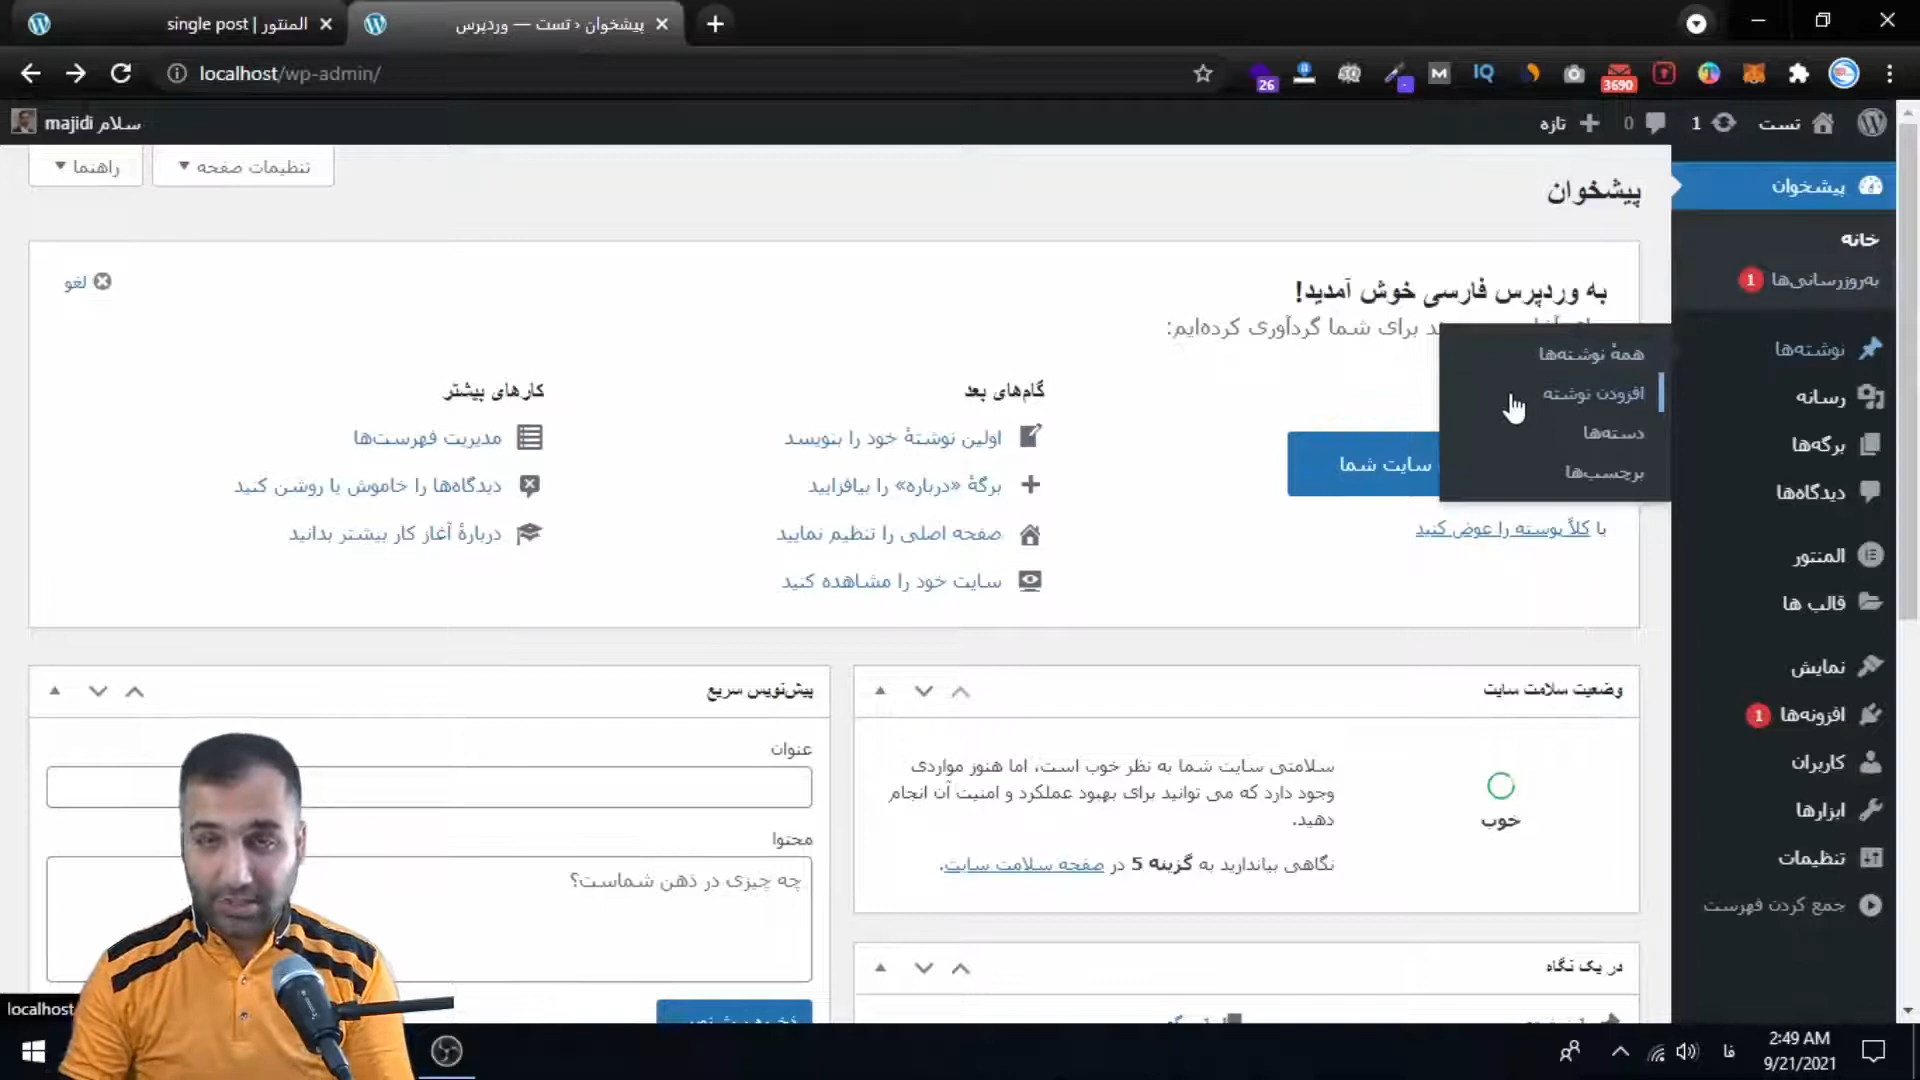 المنتور | single post
پیشخوان ‹ تست — وردپرس
localhost/wp-admin/
26
3690
تست
1
0
تازه
سلام majidi
تنظیمات صفحه
راهنما
پیشخوان
به وردپرس فارسی خوش آمدید!
ند برای شما گردآوری کرده‌ایم:
لغو
سایت شما
یا کلاً پوسته را عوض کنید
گام‌های بعد
اولین نوشتهٔ خود را بنویسد
برگهٔ «درباره» را بیافزایید
صفحه اصلی را تنظیم نمایید
سایت خود را مشاهده کنید
کارهای بیشتر
مدیریت فهرست‌ها
دیدگاه‌ها را خاموش یا روشن کنید
دربارهٔ آغاز کار بیشتر بدانید
وضعیت سلامت سایت
خوب
سلامتی سایت شما به نظر خوب است، اما هنوز مواردی
وجود دارد که می توانید برای بهبود عملکرد و امنیت آن انجام
دهید.
نگاهی بیاندارید به گزینه 5 در صفحه سلامت سایت.
در یک نگاه
پیش‌نویس سریع
عنوان
محتوا
چه چیزی در ذهن شماست؟
پیشخوان
خانه
به‌روزرسانی‌ها 1
نوشته‌ها
همهٔ نوشته‌ها
افزودن نوشته
دسته‌ها
برچسب‌ها
رسانه
برگه‌ها
دیدگاه‌ها
المنتور
قالب ها
نمایش
افزونه‌ها 1
کاربران
ابزارها
تنظیمات
جمع کردن فهرست
localhost
فا
2:49 AM
9/21/2021